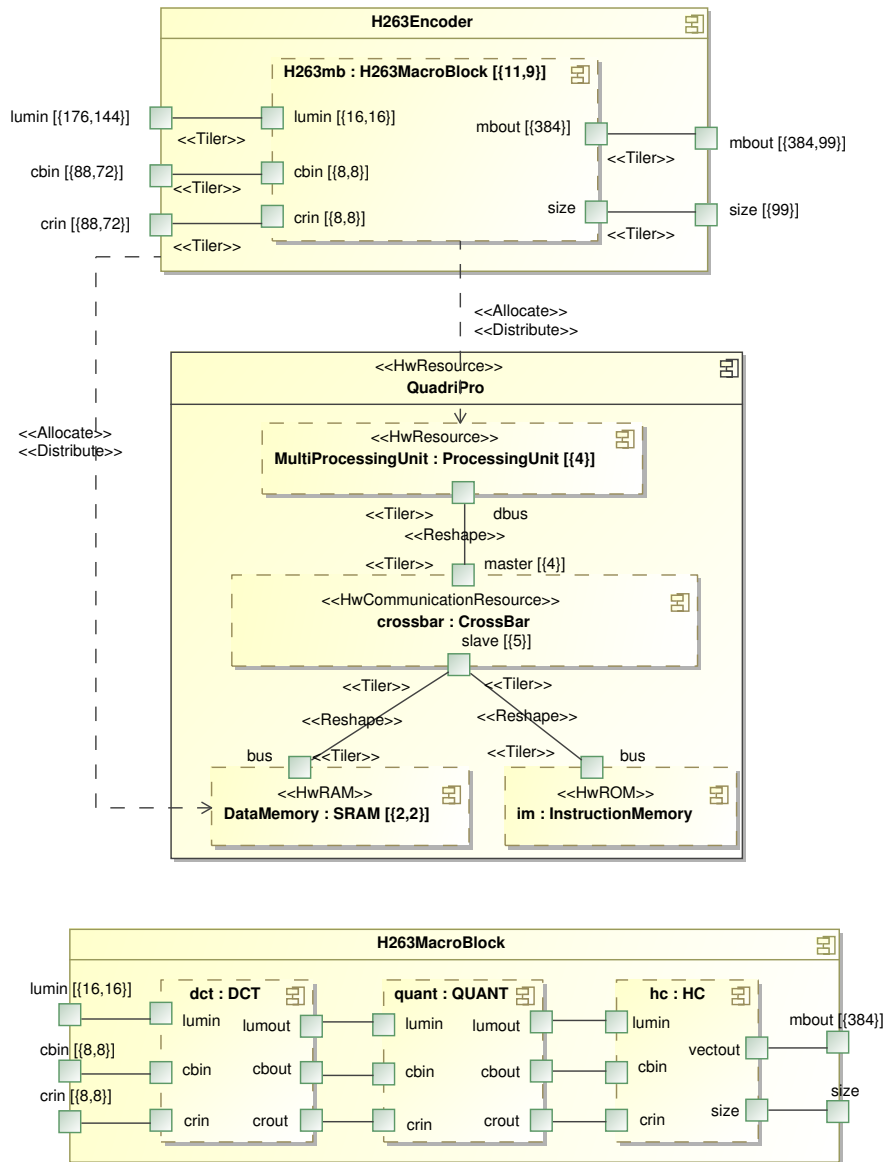 H263Encoder
H263mb : H263MacroBlock [{11,9}]
lumin [{176,144}]
lumin [{16,16}]
mbout [{384}]
mbout [{384,99}]
<<Tiler>>
<<Tiler>>
cbin [{88,72}]
cbin [{8,8}]
<<Tiler>>
size
size [{99}]
crin [{88,72}]
crin [{8,8}]
<<Tiler>>
<<Tiler>>
<<Allocate>>
<<Distribute>>
<<HwResource>>
QuadriPro
<<Allocate>>
<<Distribute>>
<<HwResource>>
MultiProcessingUnit : ProcessingUnit [{4}]
<<Tiler>>
dbus
<<Reshape>>
<<Tiler>>
master [{4}]
<<HwCommunicationResource>>
crossbar : CrossBar
slave [{5}]
<<Tiler>>
<<Tiler>>
<<Reshape>>
<<Reshape>>
bus
<<Tiler>>
<<Tiler>>
bus
<<HwRAM>>
DataMemory : SRAM [{2,2}]
<<HwROM>>
im : InstructionMemory
H263MacroBlock
lumin [{16,16}]
dct : DCT
quant : QUANT
hc : HC
lumin
lumout
lumin
lumout
lumin
mbout [{384}]
cbin [{8,8}]
cbin
cbout
cbin
cbout
cbin
vectout
crin [{8,8}]
crin
crout
crin
crout
crin
size
size